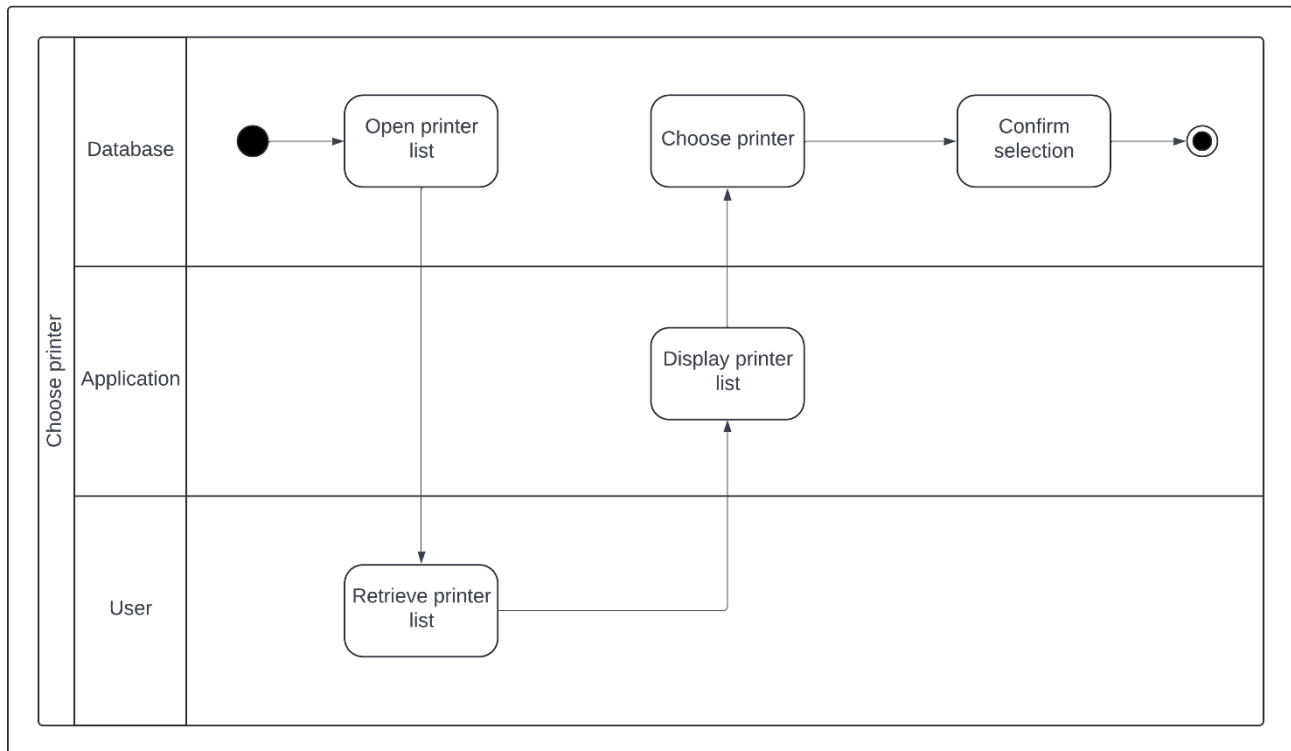 Choose printer
Database
Open printer
list
Choose printer
Confirm
selection
Application
Display printer
list
User
Retrieve printer
list